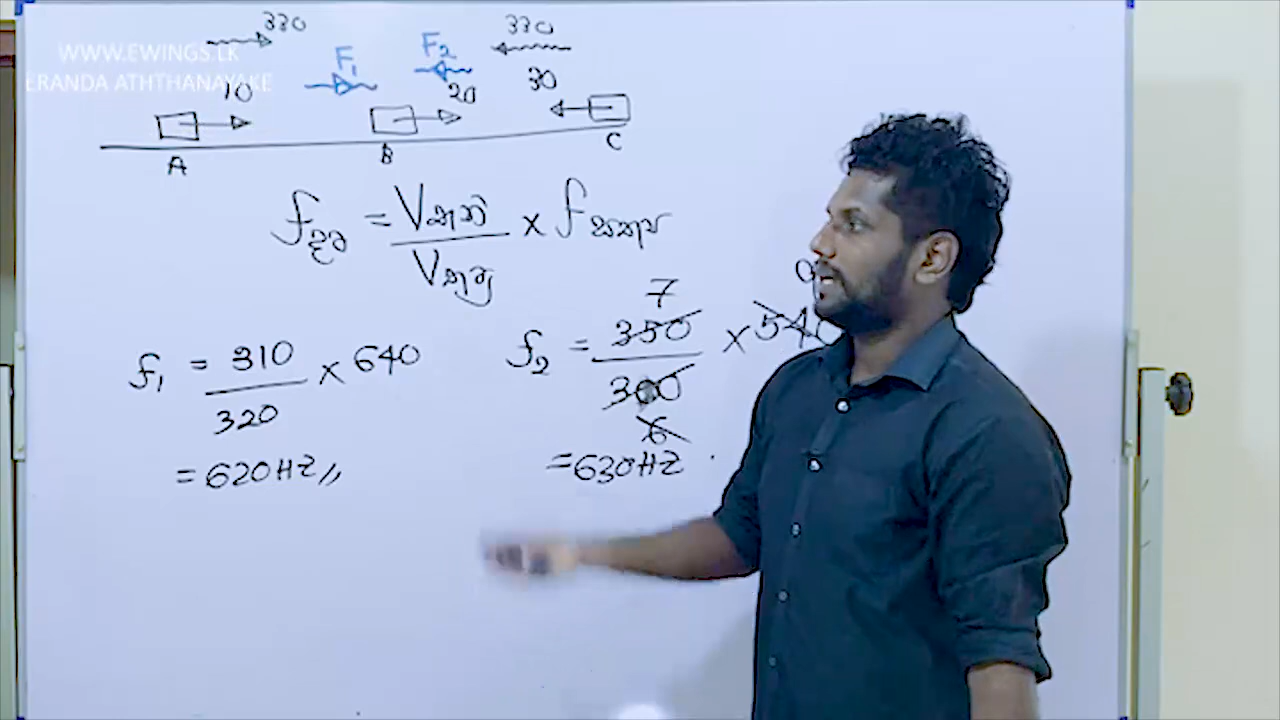 WWW.EWINGS.LK
ERANDA ATHTHANAYAKE
330 330
F₁ F₂
10 20 30
A B C
f දෘශ්‍ය = V / V × f සත්‍ය
f₁ = 310 / 320 × 640
= 620Hz
7
f₂ = 350 / 300 × 540
6
= 630Hz